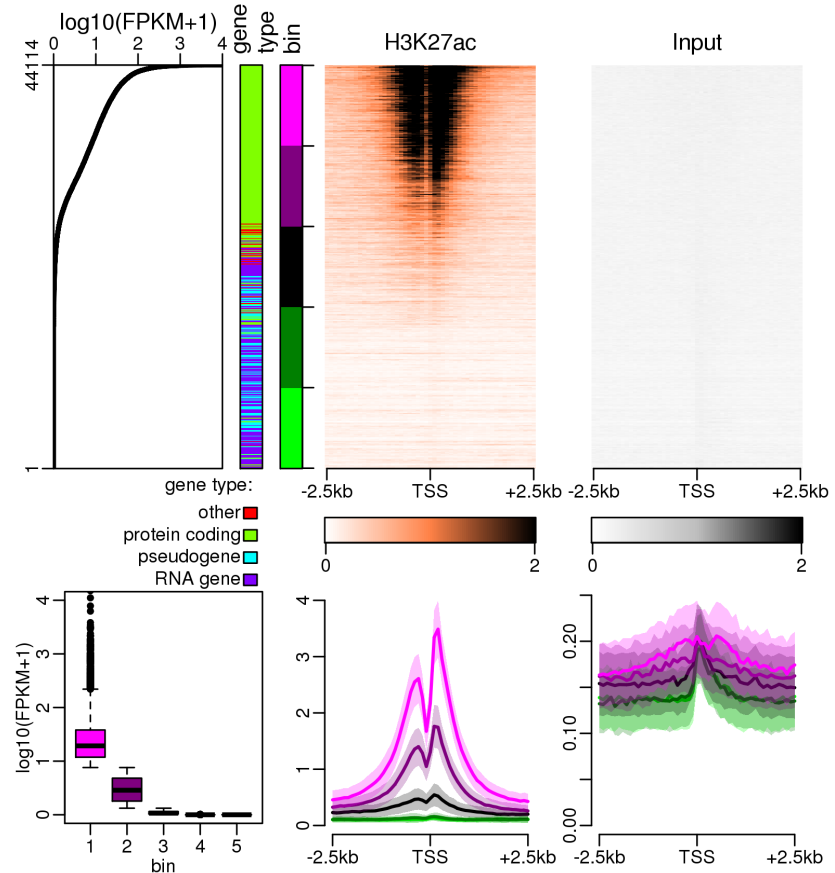 log10(FPKM+1)
0 1 2 3 4
44114
1
gene
type
bin
H3K27ac
Input
-2.5kb TSS +2.5kb
-2.5kb TSS +2.5kb
gene type:
other
protein coding
pseudogene
RNA gene
0 2
0 2
log10(FPKM+1)
4
3
2
1
0
1 2 3 4 5
bin
4
3
2
1
0
-2.5kb TSS +2.5kb
0.20
0.10
0.00
-2.5kb TSS +2.5kb